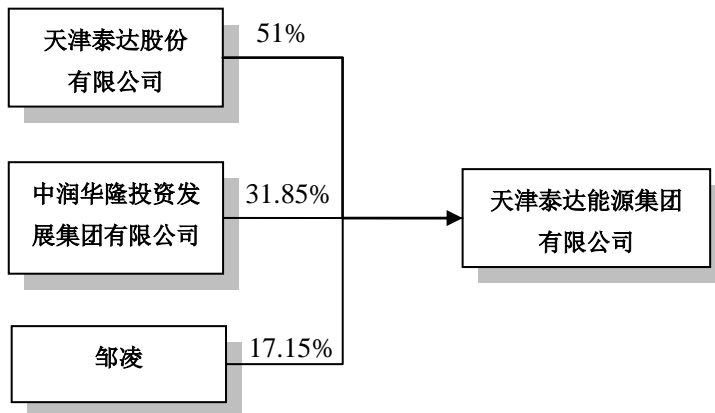 天津泰达股份
有限公司
51%
中润华隆投资发
展集团有限公司
31.85%
天津泰达能源集团
有限公司
邹凌
17.15%